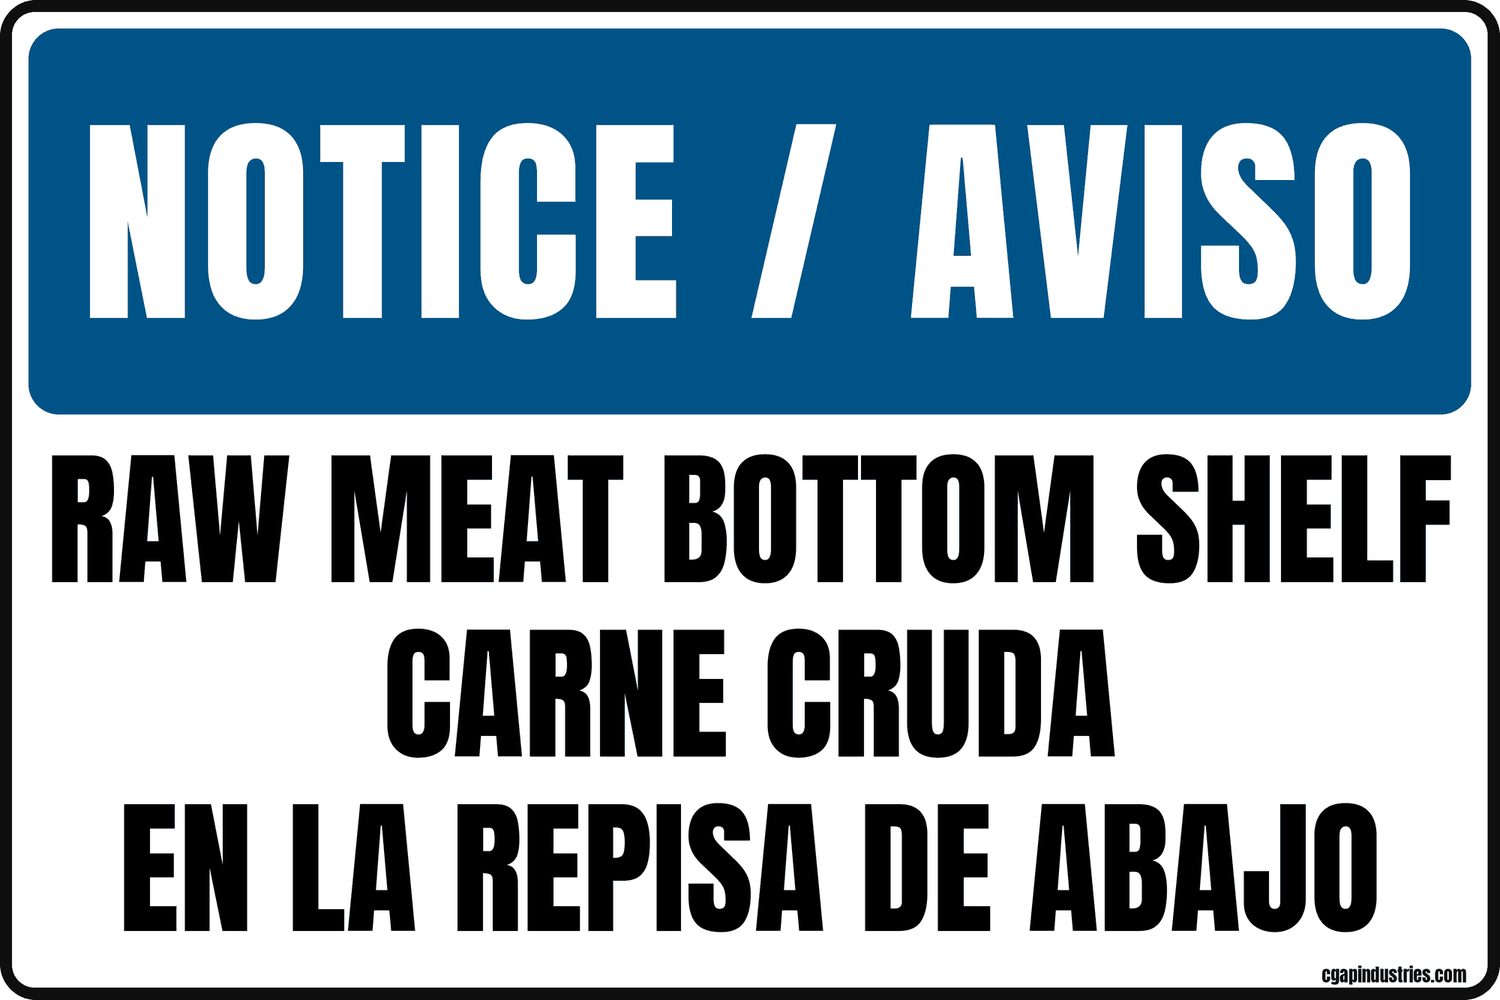 NOTICE / AVISO
RAW MEAT BOTTOM SHELF
CARNE CRUDA
EN LA REPISA DE ABAJO
cgapindustries.com